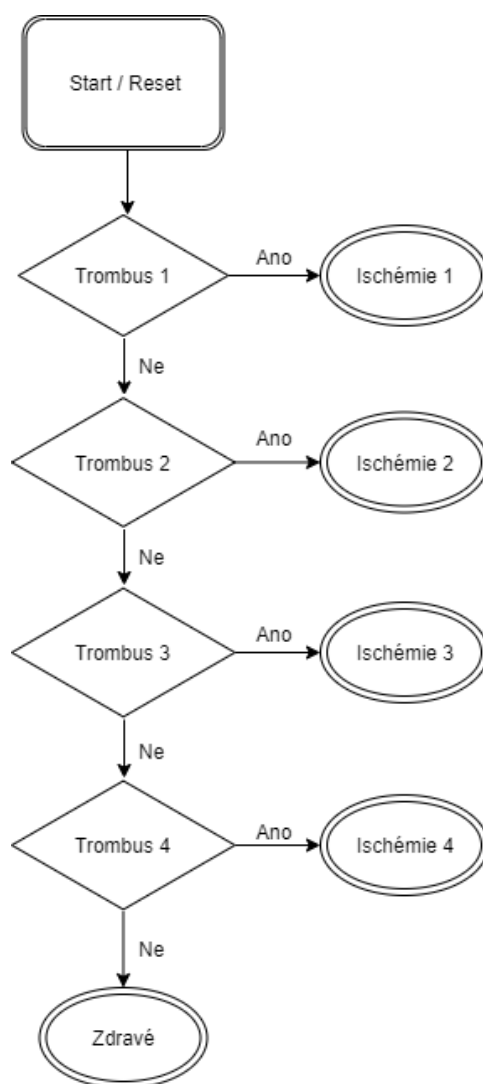 Start / Reset
Trombus 1
Ano
Ischémie 1
Ne
Trombus 2
Ano
Ischémie 2
Ne
Trombus 3
Ano
Ischémie 3
Ne
Trombus 4
Ano
Ischémie 4
Ne
Zdravé